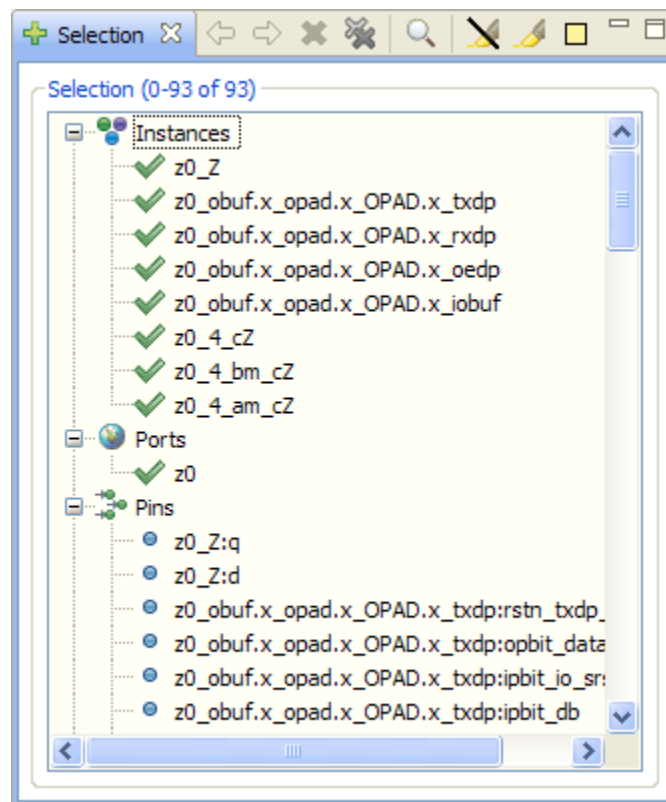 Selection
Selection (0-93 of 93)
Instances
z0_Z
z0_obuf.x_opad.x_OPAD.x_txdp
z0_obuf.x_opad.x_OPAD.x_rxdp
z0_obuf.x_opad.x_OPAD.x_oedp
z0_obuf.x_opad.x_OPAD.x_iobuf
z0_4_cZ
z0_4_bm_cZ
z0_4_am_cZ
Ports
z0
Pins
z0_Z:q
z0_Z:d
z0_obuf.x_opad.x_OPAD.x_txdp:rstn_txdp_
z0_obuf.x_opad.x_OPAD.x_txdp:opbit_data
z0_obuf.x_opad.x_OPAD.x_txdp:ipbit_io_sr
z0_obuf.x_opad.x_OPAD.x_txdp:ipbit_db